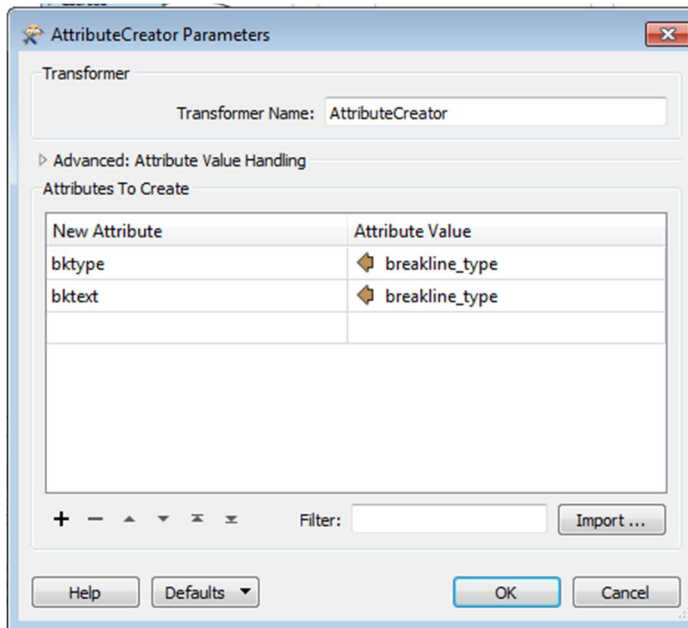 AttributeCreator Parameters
Transformer
Transformer Name: AttributeCreator
Advanced: Attribute Value Handling
Attributes To Create
New Attribute Attribute Value
bktype breakline_type
bktext breakline_type
Filter: Import ...
Help Defaults OK Cancel